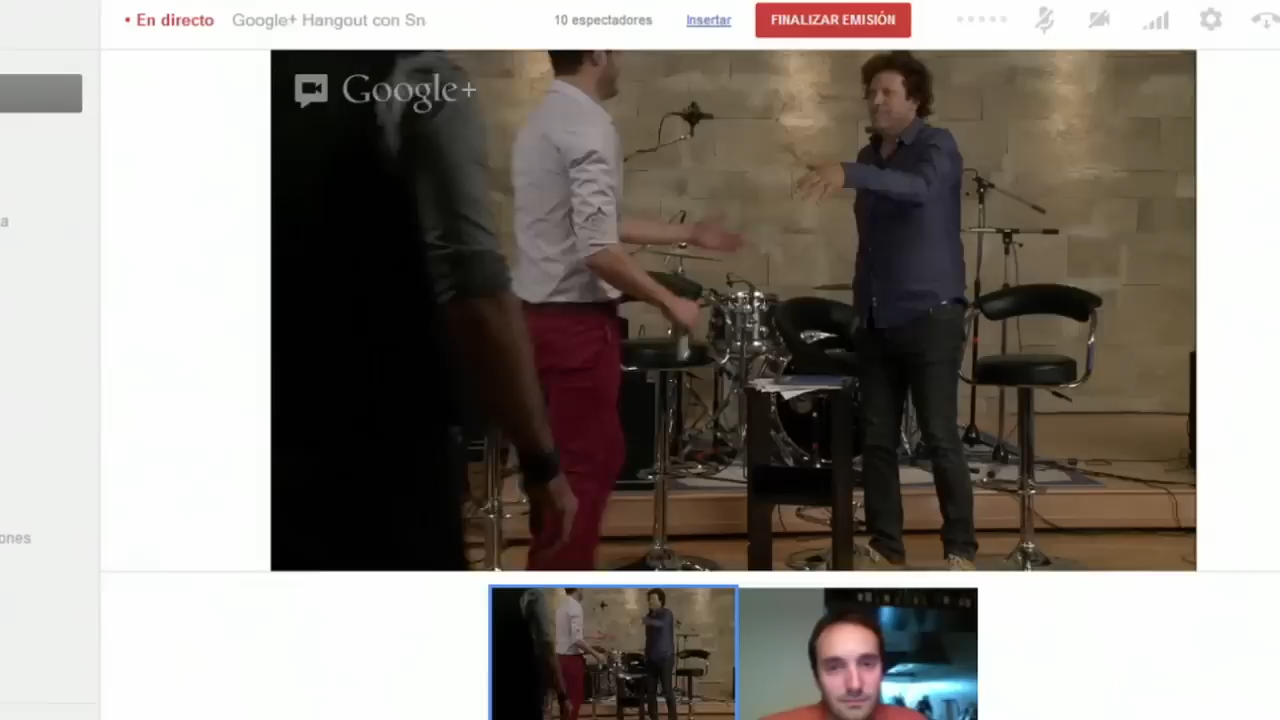 • En directo Google+ Hangout con Sn 10 espectadores Insertar FINALIZAR EMISIÓN
Google+
a
ones